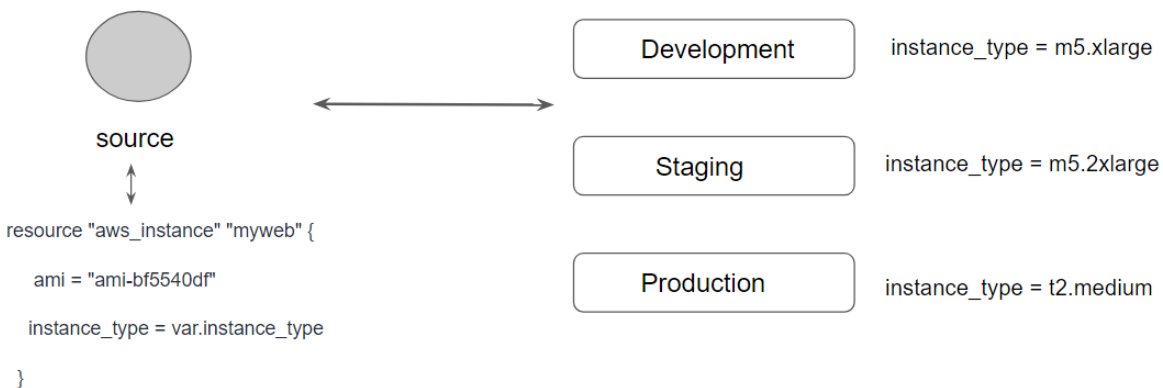 source
resource "aws_instance" "myweb" {
ami = "ami-bf5540df"
instance_type = var.instance_type
}
Development
instance_type = m5.xlarge
Staging
instance_type = m5.2xlarge
Production
instance_type = t2.medium